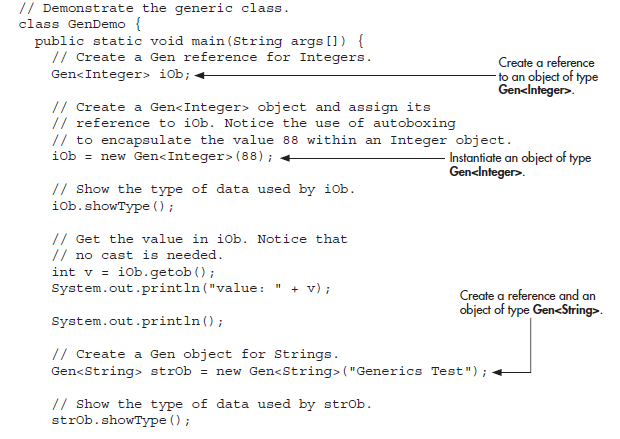 // Demonstrate the generic class.
class GenDemo {
public static void main(String args[]) {
// Create a Gen reference for Integers.
Gen<Integer> iOb;
Create a reference
to an object of type
Gen<Integer>.
// Create a Gen<Integer> object and assign its
// reference to iOb. Notice the use of autoboxing
// to encapsulate the value 88 within an Integer object.
iOb = new Gen<Integer>(88);
Instantiate an object of type
Gen<Integer>.
// Show the type of data used by iOb.
iOb.showType();
// Get the value in iOb. Notice that
// no cast is needed.
int v = iOb.getob();
System.out.println("value: " + v);
Create a reference and an
object of type Gen<String>.
System.out.println();
// Create a Gen object for Strings.
Gen<String> strOb = new Gen<String>("Generics Test");
// Show the type of data used by strOb.
strOb.showType();